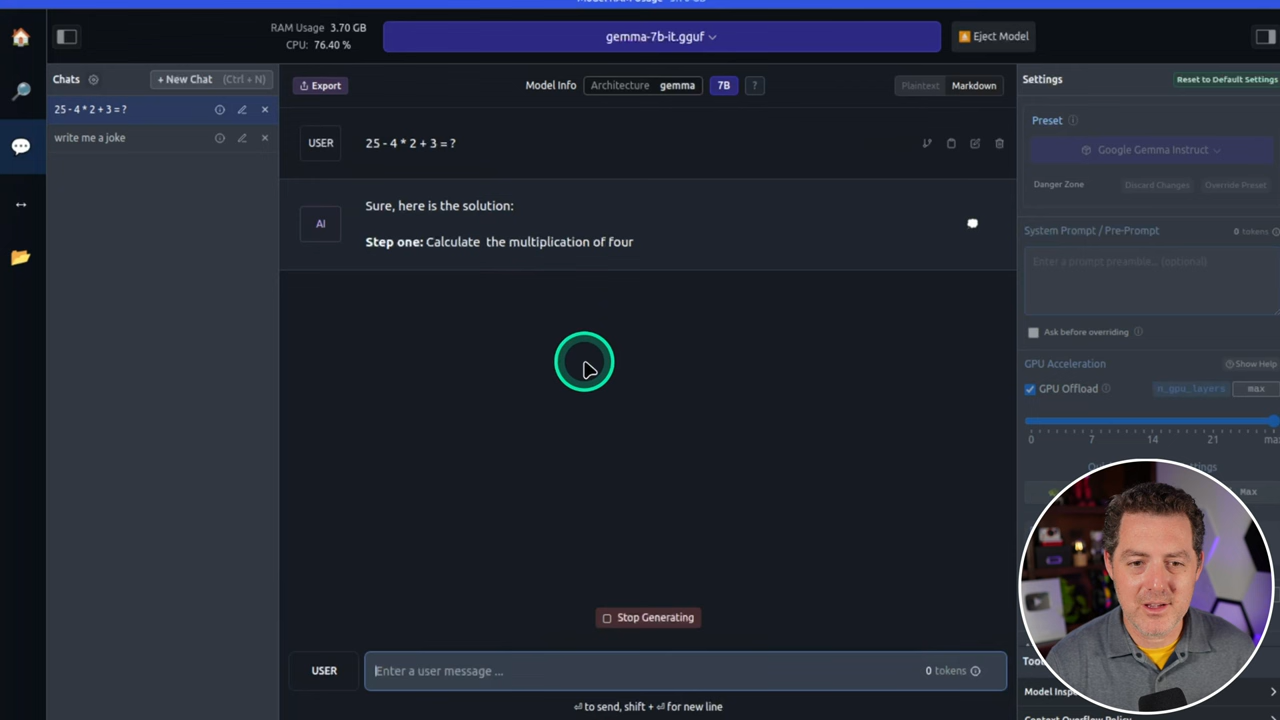 RAM Usage 3.70 GB
CPU: 76.40 %
gemma-7b-it.gguf
Eject Model
Chats
+ New Chat (Ctrl + N)
Export
Model Info
Architecture gemma
7B
?
Plaintext
Markdown
Settings
Reset to Default Settings
25 - 4 * 2 + 3 = ?
write me a joke
USER
25 - 4 * 2 + 3 = ?
AI
Sure, here is the solution:
Step one: Calculate the multiplication of four
Preset
Google Gemma Instruct
Danger Zone
Discard Changes
Override Preset
System Prompt / Pre-Prompt
0 tokens
Enter a prompt preamble... (optional)
Ask before overriding
GPU Acceleration
Show Help
GPU Offload
n_gpu_layers
max
0 7 14 21
Max
Stop Generating
USER
Enter a user message ...
0 tokens
⏎ to send, shift + ⏎ for new line